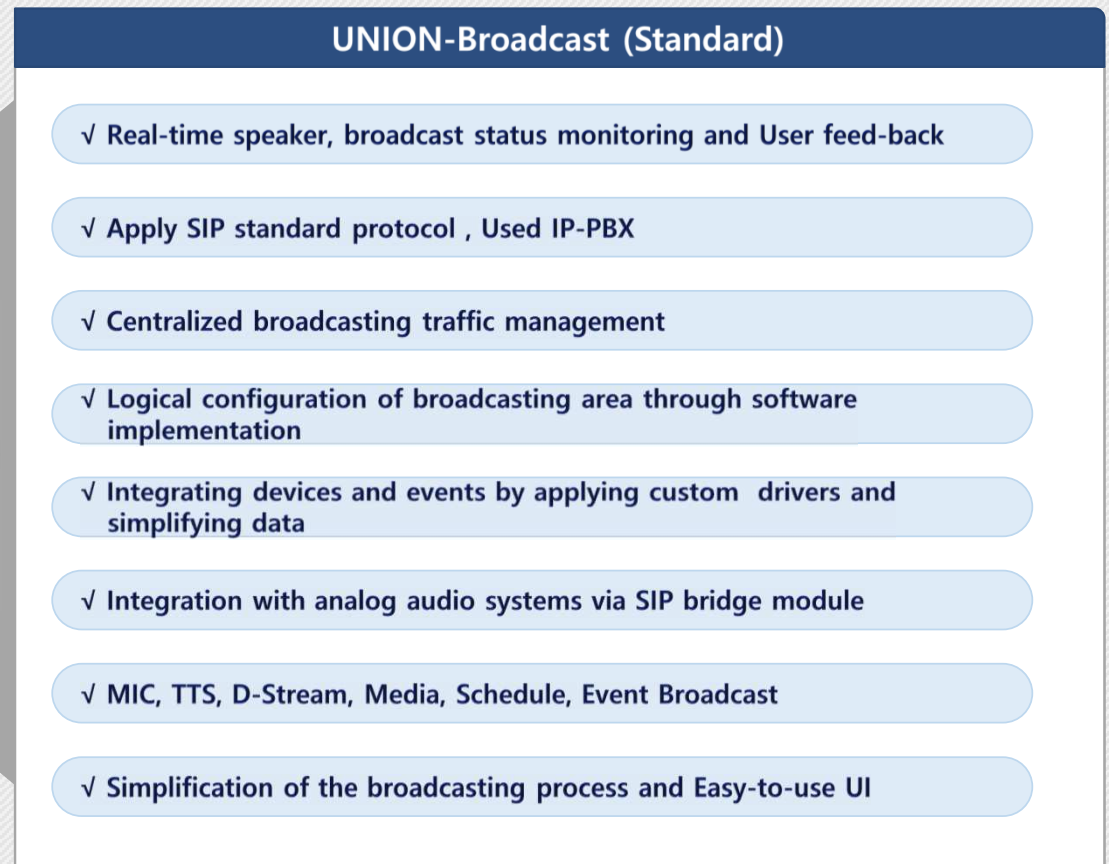 UNION-Broadcast (Standard)
√ Real-time speaker, broadcast status monitoring and User feed-back
√ Apply SIP standard protocol , Used IP-PBX
√ Centralized broadcasting traffic management
√ Logical configuration of broadcasting area through software
implementation
√ Integrating devices and events by applying custom  drivers and
simplifying data
√ Integration with analog audio systems via SIP bridge module
√ MIC, TTS, D-Stream, Media, Schedule, Event Broadcast
√ Simplification of the broadcasting process and Easy-to-use UI